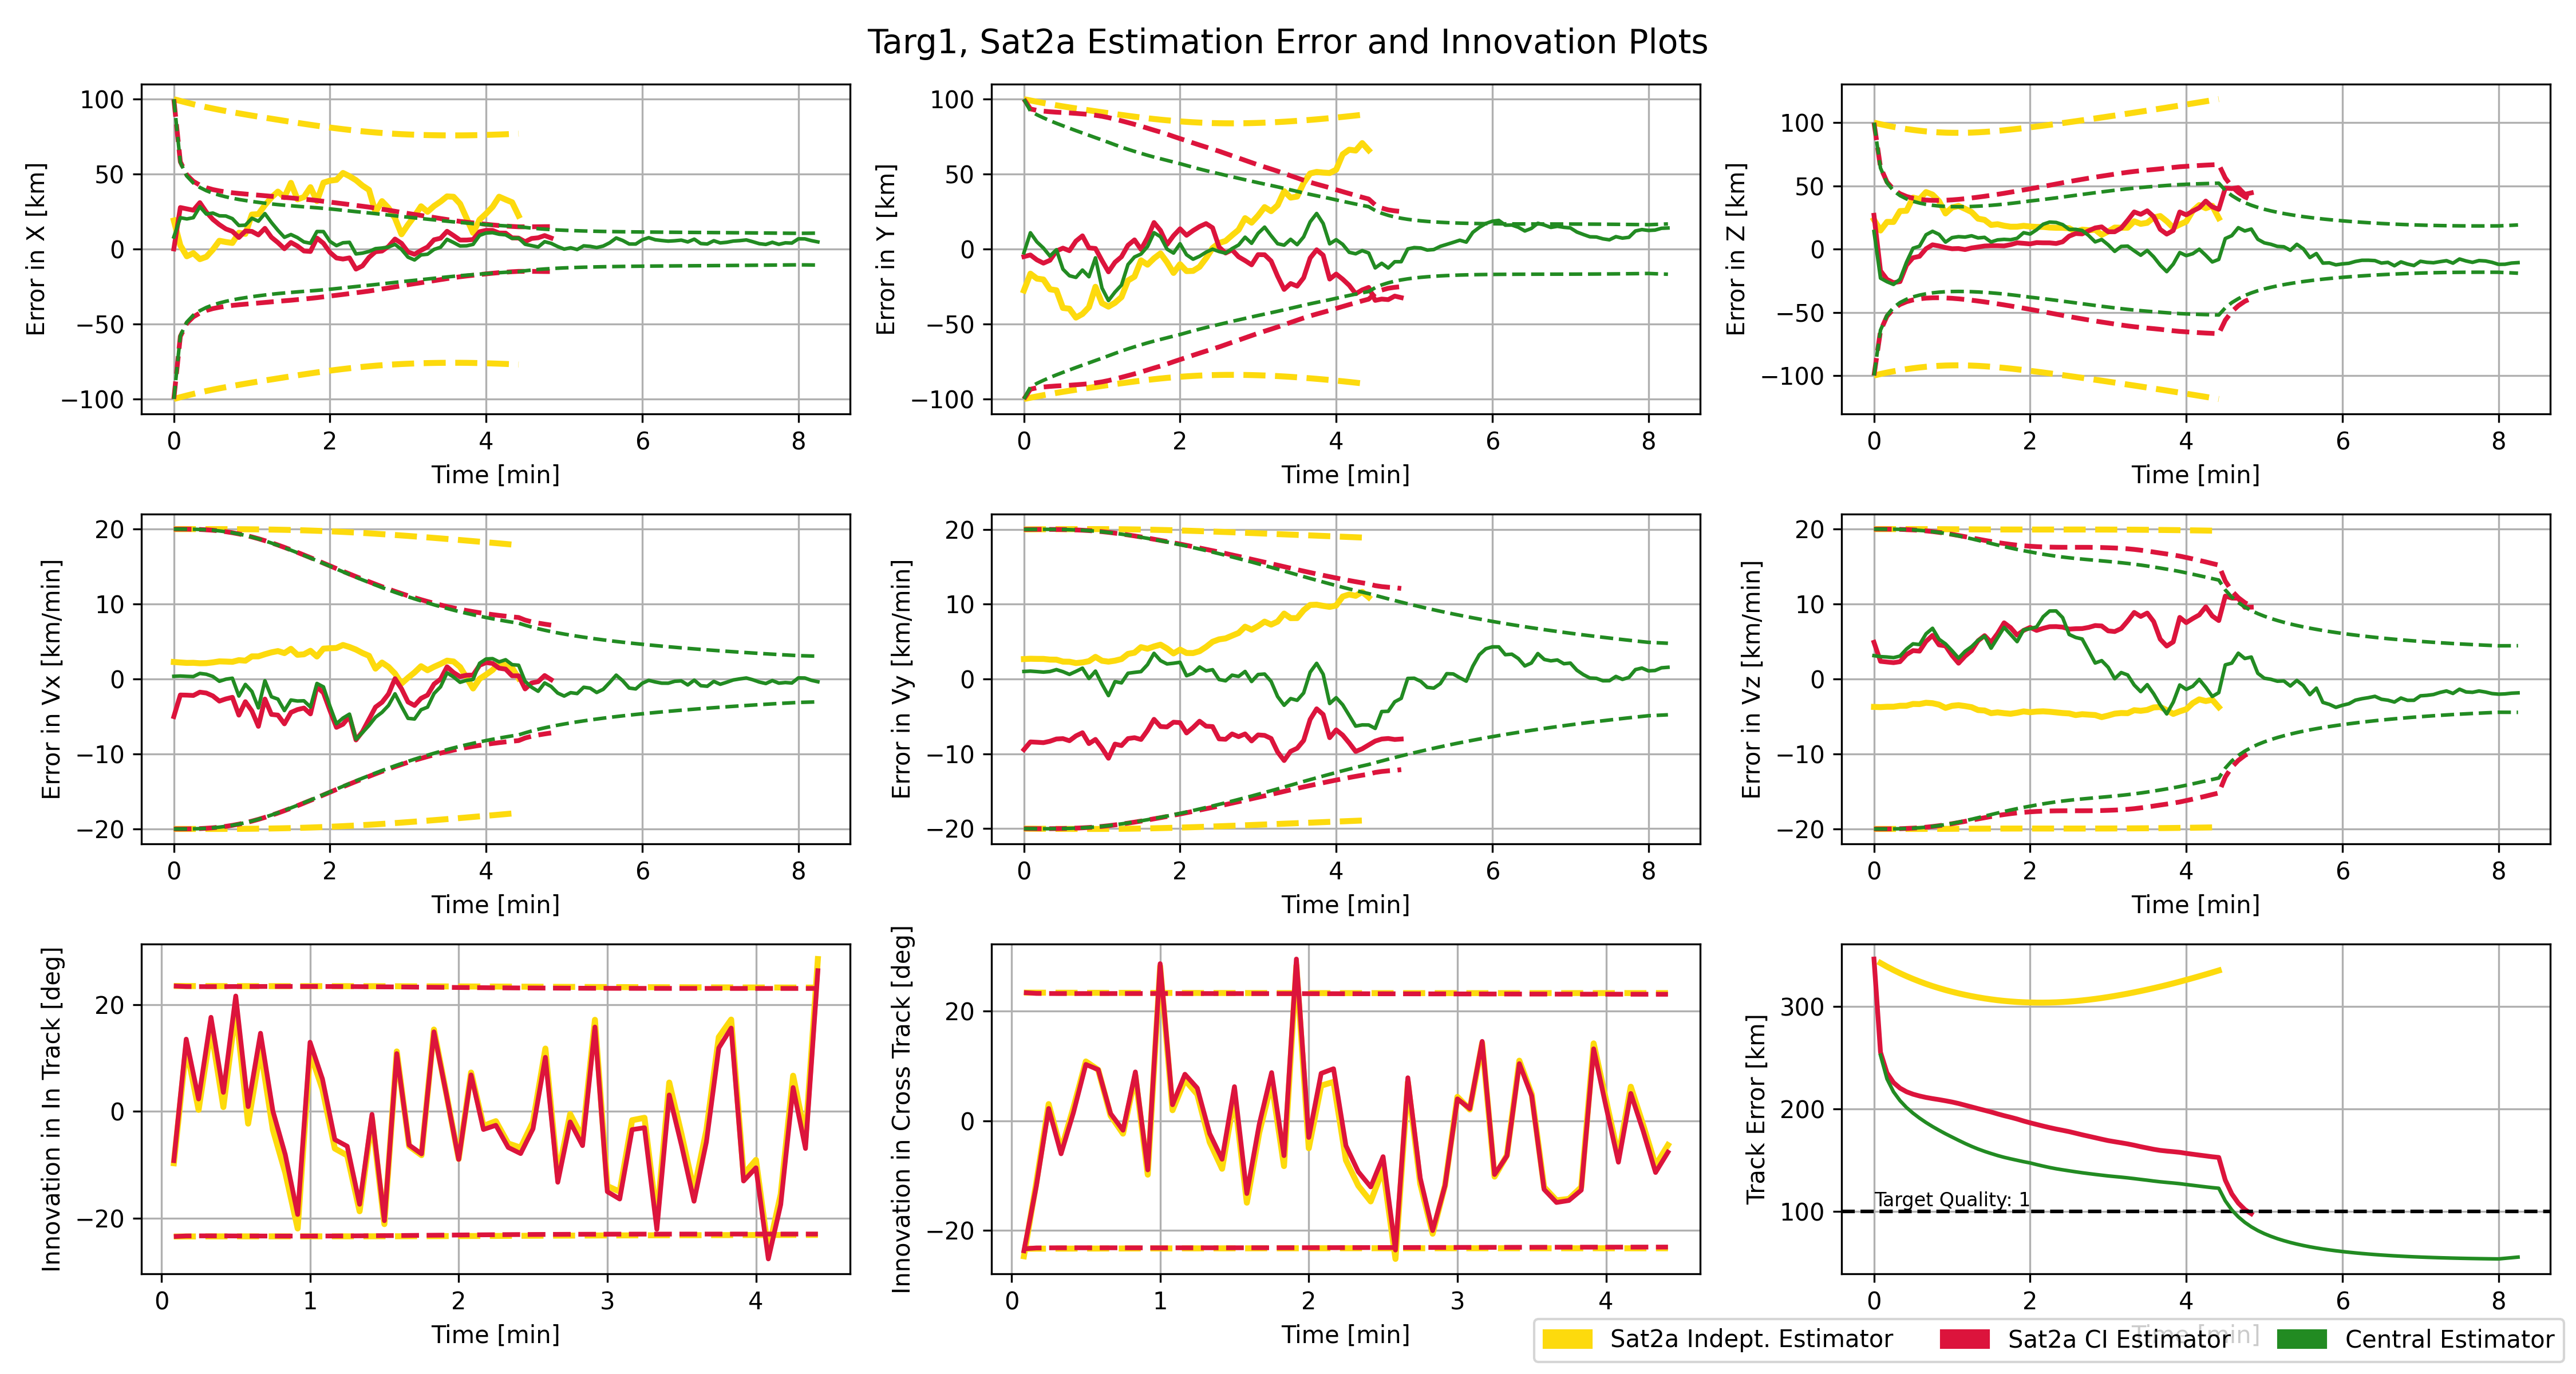 Targ1, Sat2a Estimation Error and Innovation Plots
Error in X [km]
100
50
0
−50
−100
0 2 4 6 8
Time [min]
Error in Y [km]
100
50
0
−50
−100
0 2 4 6 8
Time [min]
Error in Z [km]
100
50
0
−50
−100
0 2 4 6 8
Time [min]
Error in Vx [km/min]
20
10
0
−10
−20
0 2 4 6 8
Time [min]
Error in Vy [km/min]
20
10
0
−10
−20
0 2 4 6 8
Time [min]
Error in Vz [km/min]
20
10
0
−10
−20
0 2 4 6 8
Time [min]
Innovation in In Track [deg]
20
0
−20
0 1 2 3 4
Time [min]
Innovation in Cross Track [deg]
20
0
−20
0 1 2 3 4
Time [min]
Track Error [km]
300
200
100
Target Quality: 1
0 2 4 6 8
Time [min]
Sat2a Indept. Estimator
Sat2a CI Estimator
Central Estimator